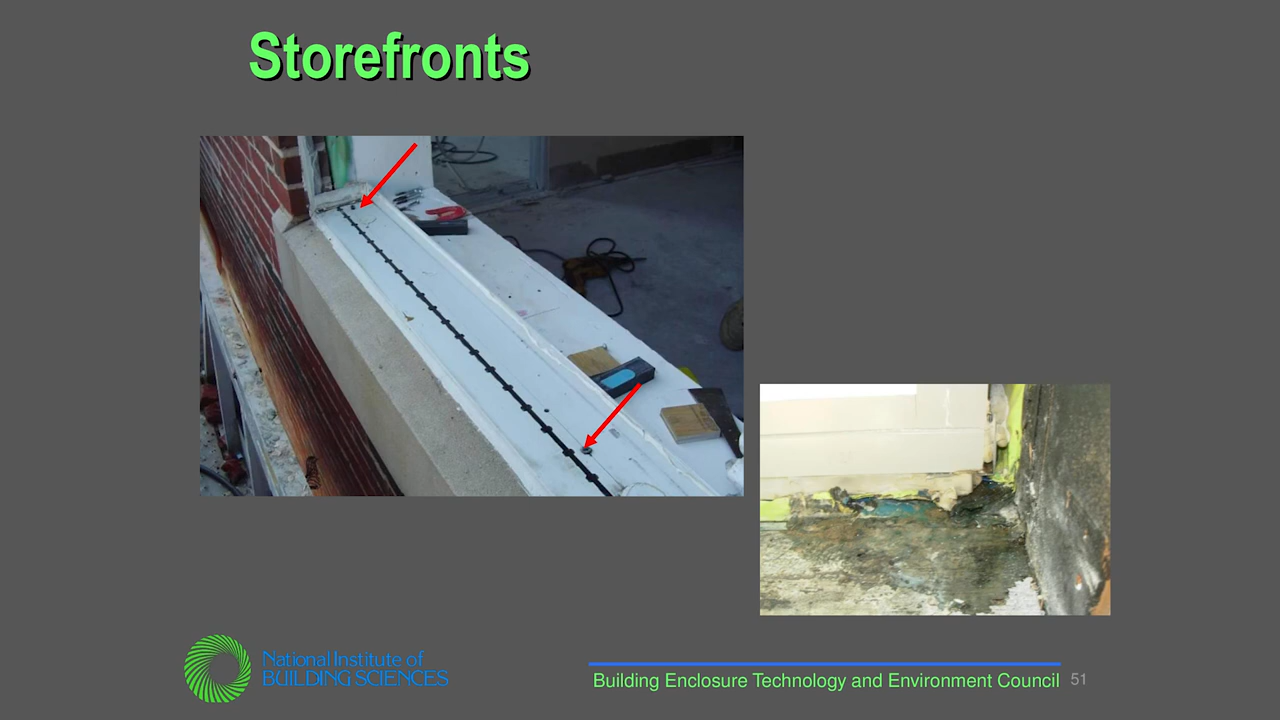 Storefronts
National Institute of
BUILDING SCIENCES
Building Enclosure Technology and Environment Council 51